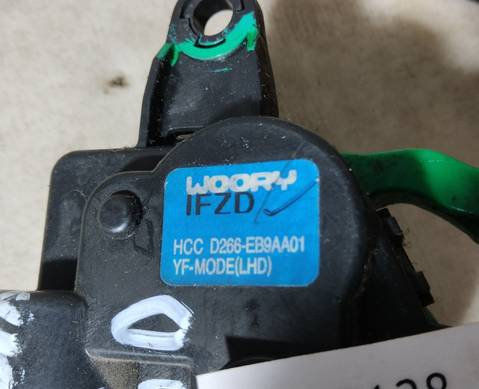 WOORY
IFZD
HCC D266-EB9AA01
YF-MODE(LHD)